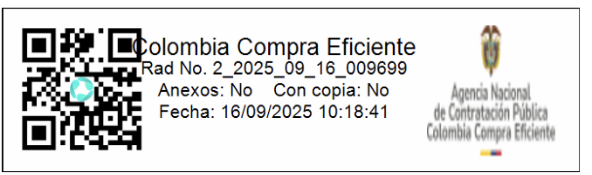 Colombia Compra Eficiente
Rad No. 2_2025_09_16_009699
Anexos: No Con copia: No
Fecha: 16/09/2025 10:18:41
Agencia Nacional
de Contratación Pública
Colombia Compra Eficiente